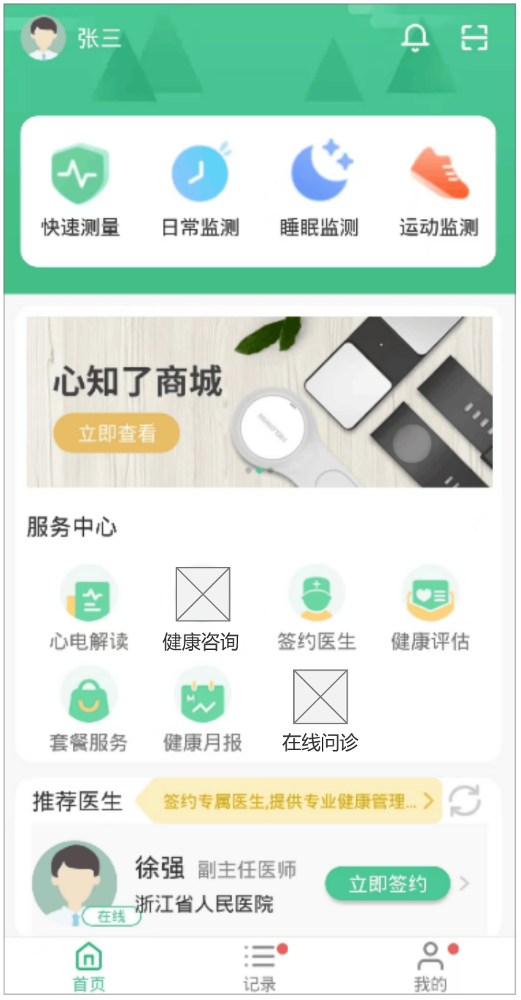 张三
快速测量 日常监测 睡眠监测 运动监测
心知了商城
立即查看
HELOWIN
服务中心
心电解读 健康咨询 签约医生 健康评估
M
套餐服务 健康月报 在线问诊
推荐医生 签约专属医生,提供专业健康管理...
徐强 副主任医师
立即签约
浙江省人民医院
在线
首页 记录 我的